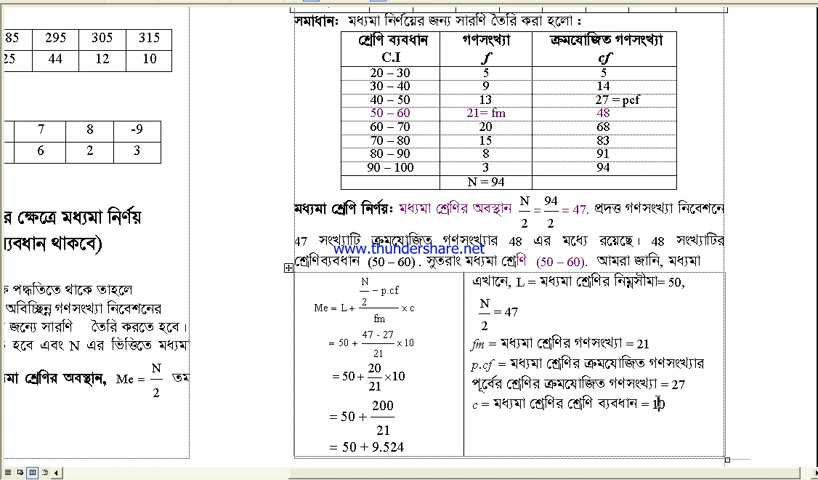 85 295 305 315
25 44 12 10
7 8 -9
6 2 3
র ক্ষেত্রে মধ্যমা নির্ণয়
ব্যবধান থাকবে)
পদ্ধতিতে থাকে তাহলে
অবিচ্ছিন্ন গণসংখ্যা নিবেশনের
জন্যে সারণি তৈরি করতে হবে।
হবে এবং N এর ভিত্তিতে মধ্যমা
মা শ্রেণির অবস্থান, Me = N/2 তম
সমাধান: মধ্যমা নির্ণয়ের জন্য সারণি তৈরি করা হলো :
শ্রেণি ব্যবধান গণসংখ্যা ক্রমযোজিত গণসংখ্যা
C.I f cf
20 – 30 5 5
30 – 40 9 14
40 – 50 13 27 = pcf
50 – 60 21= fm 48
60 – 70 20 68
70 – 80 15 83
80 – 90 8 91
90 – 100 3 94
N = 94
মধ্যমা শ্রেণি নির্ণয়: মধ্যমা শ্রেণির অবস্থান N/2 = 94/2 = 47. প্রদত্ত গণসংখ্যা নিবেশনে
47 সংখ্যাটি ক্রমযোজিত গণসংখ্যার 48 এর মধ্যে রয়েছে। 48 সংখ্যাটির
www.thundershare.net
শ্রেণিব্যবধান (50 – 60) . সুতরাং মধ্যমা শ্রেণি (50 – 60). আমরা জানি, মধ্যমা
Me = L + (N/2 – p.cf)/fm x c
= 50 + (47 - 27)/21 ×10
= 50 + 20/21 ×10
= 50 + 200/21
= 50 + 9.524
এখানে, L = মধ্যমা শ্রেণির নিম্নসীমা= 50,
N/2 = 47
fm = মধ্যমা শ্রেণির গণসংখ্যা = 21
p.cf = মধ্যমা শ্রেণির ক্রমযোজিত গণসংখ্যার
পূর্বের শ্রেণির ক্রমযোজিত গণসংখ্যা = 27
c = মধ্যমা শ্রেণির শ্রেণি ব্যবধান = 10